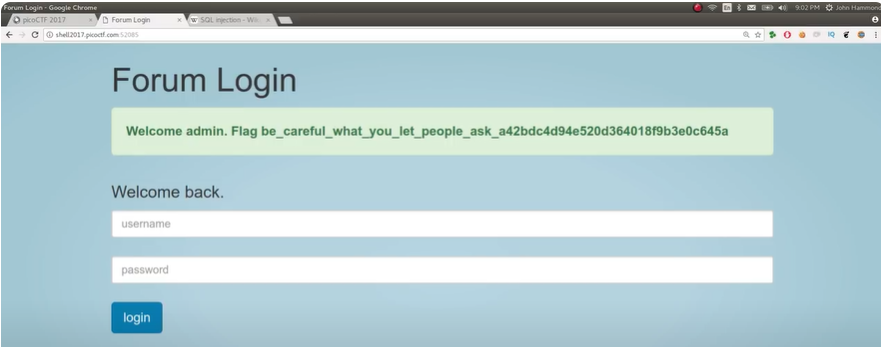 Forum Login - Google Chrome
9:02 PM John Hammond
picoCTF 2017 × Forum Login × SQL injection - Wiki ×
shell2017.picoctf.com:52085
Forum Login
Welcome admin. Flag be_careful_what_you_let_people_ask_a42bdc4d94e520d364018f9b3e0c645a
Welcome back.
username
password
login